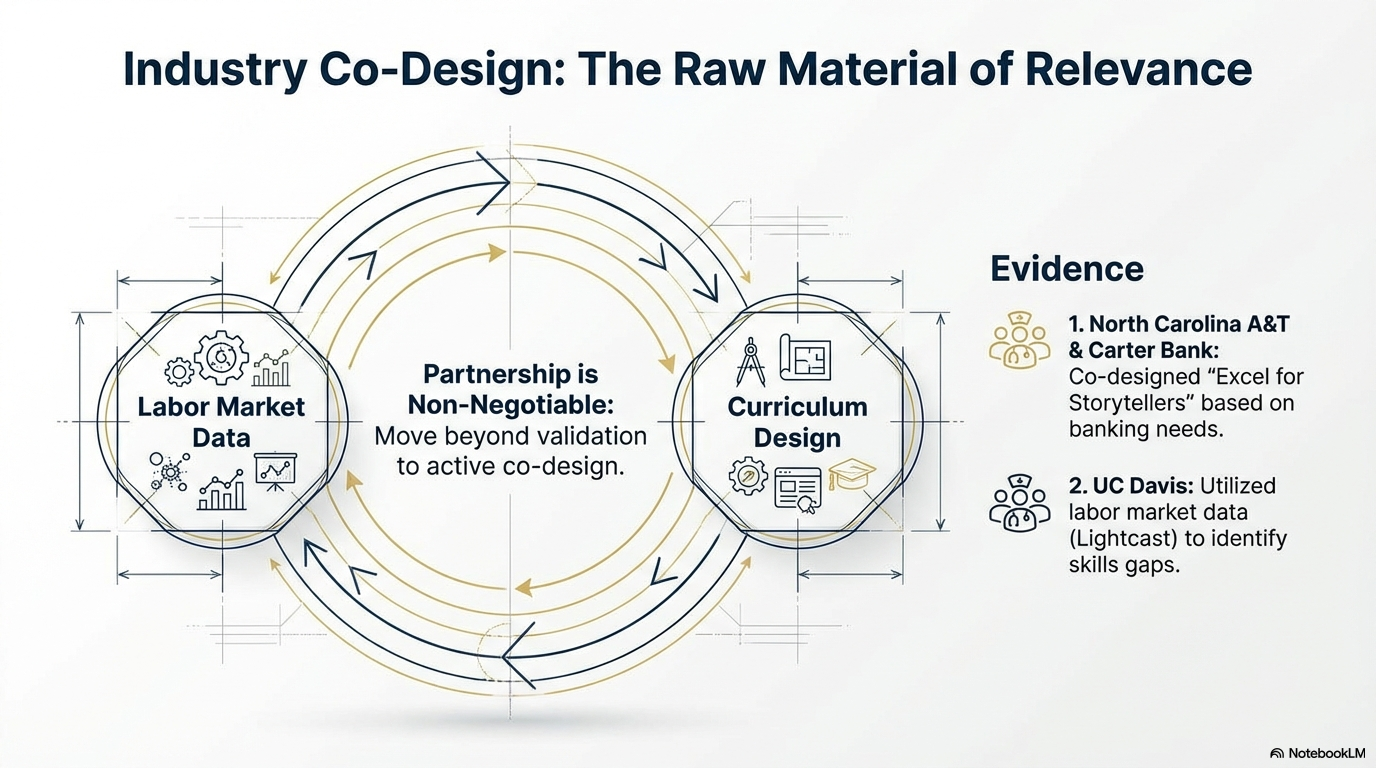 Industry Co-Design: The Raw Material of Relevance
Labor Market
Data
Partnership is
Non-Negotiable:
Move beyond validation
to active co-design.
Curriculum
Design
Evidence
1. North Carolina A&T
& Carter Bank:
Co-designed “Excel for
Storytellers” based on
banking needs.
2. UC Davis: Utilized
labor market data
(Lightcast) to identify
skills gaps.
NotebookLM